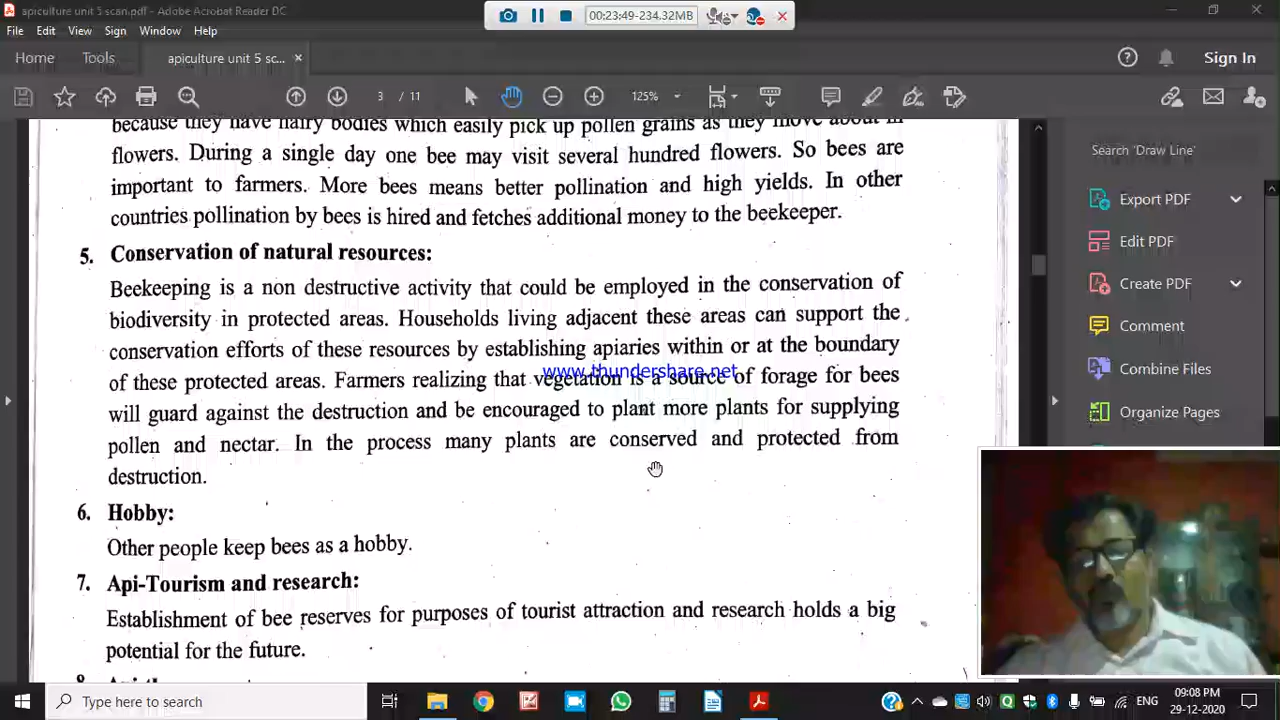 apiculture unit 5 scan.pdf - Adobe Acrobat Reader DC
00:23:49-234.32MB
File Edit View Sign Window Help
Home Tools apiculture unit 5 sc... × Sign In
3 / 11 125%
because they have hairy bodies which easily pick up pollen grains as they move about in
flowers. During a single day one bee may visit several hundred flowers. So bees are
important to farmers. More bees means better pollination and high yields. In other
countries pollination by bees is hired and fetches additional money to the beekeeper.
5. Conservation of natural resources:
Beekeeping is a non destructive activity that could be employed in the conservation of
biodiversity in protected areas. Households living adjacent these areas can support the
conservation efforts of these resources by establishing apiaries within or at the boundary
www.thundershare.net
of these protected areas. Farmers realizing that vegetation is a source of forage for bees
will guard against the destruction and be encouraged to plant more plants for supplying
pollen and nectar. In the process many plants are conserved and protected from
destruction.
6. Hobby:
Other people keep bees as a hobby.
7. Api-Tourism and research:
Establishment of bee reserves for purposes of tourist attraction and research holds a big
potential for the future.
Search 'Draw Line'
Export PDF
Edit PDF
Create PDF
Comment
Combine Files
Organize Pages
Type here to search
ENG
09:08 PM
29-12-2020